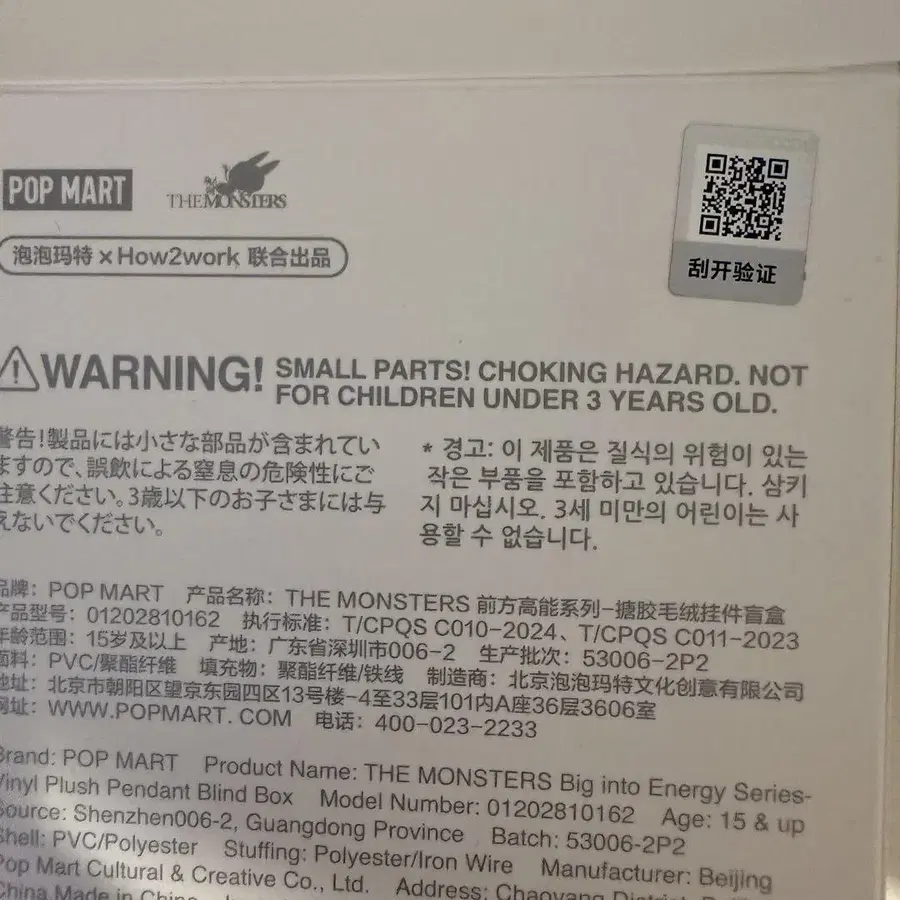 POP MART
THE MONSTERS
泡泡玛特 × How2work 联合出品
刮开验证
WARNING! SMALL PARTS! CHOKING HAZARD. NOT
FOR CHILDREN UNDER 3 YEARS OLD.
警告!製品には小さな部品が含まれてい
ますので、誤飲による窒息の危険性にご
注意ください。3歳以下のお子さまには与
えないでください。
* 경고: 이 제품은 질식의 위험이 있는
작은 부품을 포함하고 있습니다. 삼키
지 마십시오. 3세 미만의 어린이는 사
용할 수 없습니다.
品牌: POP MART 产品名称: THE MONSTERS 前方高能系列-搪胶毛绒挂件盲盒
产品型号: 01202810162 执行标准: T/CPQS C010-2024、T/CPQS C011-2023
年龄范围: 15岁及以上 产地: 广东省深圳市006-2 生产批次: 53006-2P2
面料: PVC/聚酯纤维 填充物: 聚酯纤维/铁线 制造商: 北京泡泡玛特文化创意有限公司
地址: 北京市朝阳区望京东园四区13号楼-4至33层101内A座36层3606室
网址: WWW.POPMART.COM 电话: 400-023-2233
Brand: POP MART Product Name: THE MONSTERS Big into Energy Series-
Vinyl Plush Pendant Blind Box Model Number: 01202810162 Age: 15 & up
Source: Shenzhen006-2, Guangdong Province Batch: 53006-2P2
Shell: PVC/Polyester Stuffing: Polyester/Iron Wire Manufacturer: Beijing
Pop Mart Cultural & Creative Co., Ltd. Address: Chaoyang District,
China Made in China